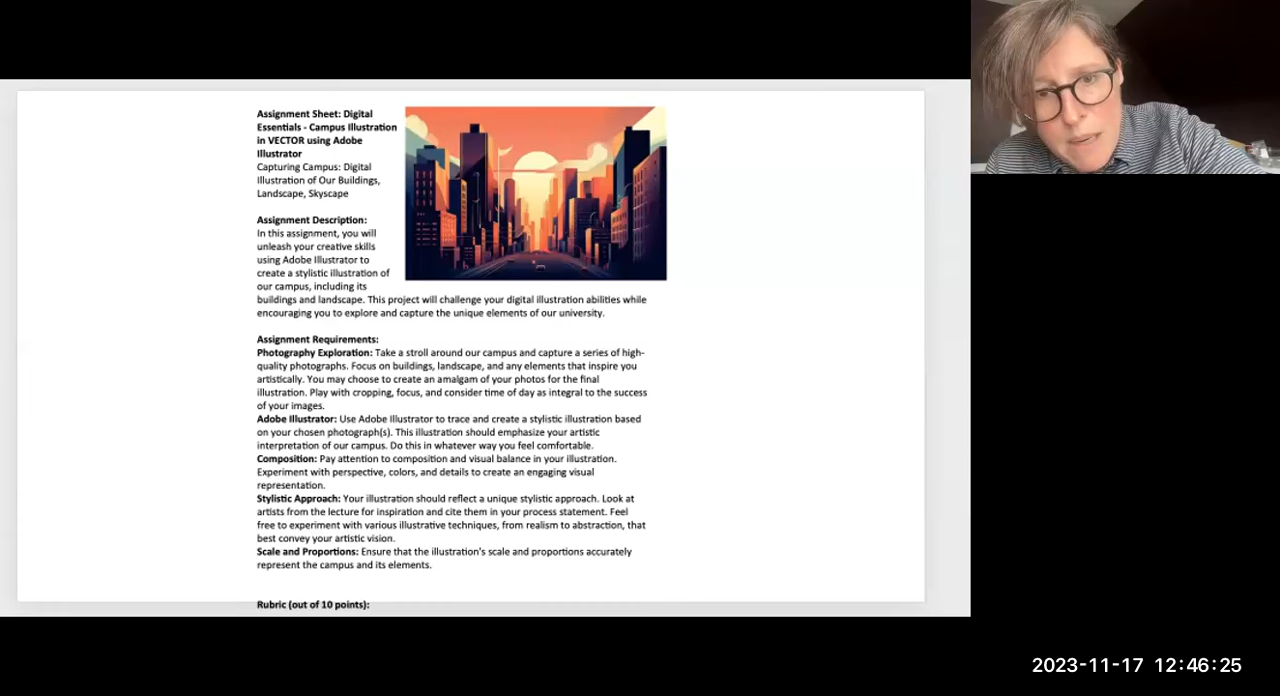 Assignment Sheet: Digital
Essentials - Campus Illustration
in VECTOR using Adobe
Illustrator
Capturing Campus: Digital
Illustration of Our Buildings,
Landscape, Skyscape
Assignment Description:
In this assignment, you will
unleash your creative skills
using Adobe Illustrator to
create a stylistic illustration of
our campus, including its
buildings and landscape. This project will challenge your digital illustration abilities while
encouraging you to explore and capture the unique elements of our university.
Assignment Requirements:
Photography Exploration: Take a stroll around our campus and capture a series of high-
quality photographs. Focus on buildings, landscape, and any elements that inspire you
artistically. You may choose to create an amalgam of your photos for the final
illustration. Play with cropping, focus, and consider time of day as integral to the success
of your images.
Adobe Illustrator: Use Adobe Illustrator to trace and create a stylistic illustration based
on your chosen photograph(s). This illustration should emphasize your artistic
interpretation of our campus. Do this in whatever way you feel comfortable.
Composition: Pay attention to composition and visual balance in your illustration.
Experiment with perspective, colors, and details to create an engaging visual
representation.
Stylistic Approach: Your illustration should reflect a unique stylistic approach. Look at
artists from the lecture for inspiration and cite them in your process statement. Feel
free to experiment with various illustrative techniques, from realism to abstraction, that
best convey your artistic vision.
Scale and Proportions: Ensure that the illustration's scale and proportions accurately
represent the campus and its elements.
Rubric (out of 10 points):
2023-11-17 12:46:25